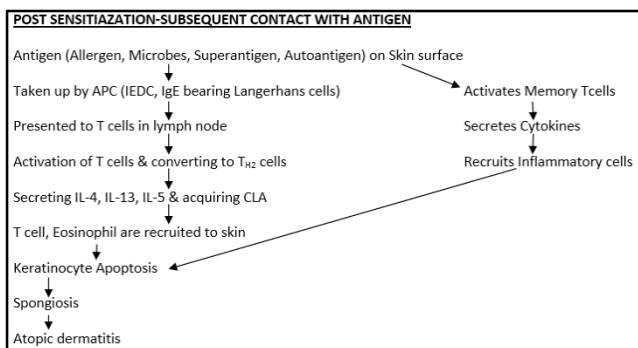 POST SENSITIAZATION-SUBSEQUENT CONTACT WITH ANTIGEN
Antigen (Allergen, Microbes, Superantigen, Autoantigen) on Skin surface
Taken up by APC (IEDC, IgE bearing Langerhans cells)
Activates Memory Tcells
Presented to T cells in lymph node
Secretes Cytokines
Activation of T cells & converting to TH2 cells
Recruits Inflammatory cells
Secreting IL-4, IL-13, IL-5 & acquiring CLA
T cell, Eosinophil are recruited to skin
Keratinocyte Apoptosis
Spongiosis
Atopic dermatitis